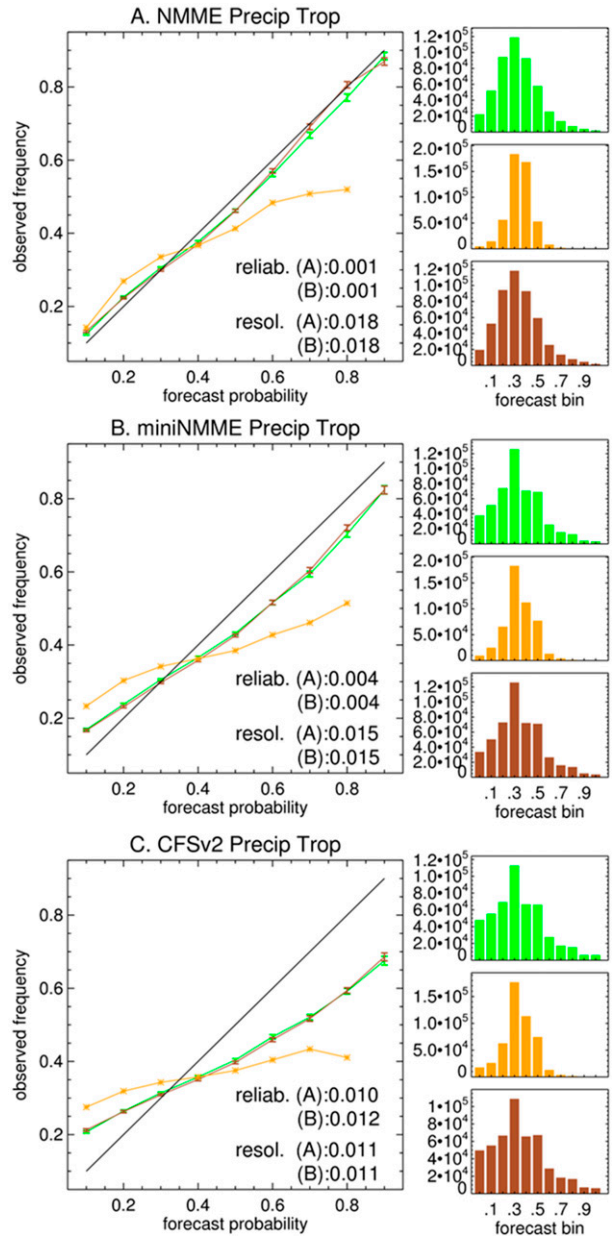 A. NMME Precip Trop
observed frequency
0.8
0.6
0.4
0.2
reliab. (A):0.001
(B):0.001
resol. (A):0.018
(B):0.018
0.2 0.4 0.6 0.8
forecast probability
1.2•10⁵
1.0•10⁵
8.0•10⁴
6.0•10⁴
4.0•10⁴
2.0•10⁴
0
2.0•10⁵
1.5•10⁵
1.0•10⁵
5.0•10⁴
0
1.2•10⁵
1.0•10⁵
8.0•10⁴
6.0•10⁴
4.0•10⁴
2.0•10⁴
0
.1 .3 .5 .7 .9
forecast bin
B. miniNMME Precip Trop
observed frequency
0.8
0.6
0.4
0.2
reliab. (A):0.004
(B):0.004
resol. (A):0.015
(B):0.015
0.2 0.4 0.6 0.8
forecast probability
1.2•10⁵
1.0•10⁵
8.0•10⁴
6.0•10⁴
4.0•10⁴
2.0•10⁴
0
2.0•10⁵
1.5•10⁵
1.0•10⁵
5.0•10⁴
0
1.2•10⁵
1.0•10⁵
8.0•10⁴
6.0•10⁴
4.0•10⁴
2.0•10⁴
0
.1 .3 .5 .7 .9
forecast bin
C. CFSv2 Precip Trop
observed frequency
0.8
0.6
0.4
0.2
reliab. (A):0.010
(B):0.012
resol. (A):0.011
(B):0.011
0.2 0.4 0.6 0.8
forecast probability
1.2•10⁵
1.0•10⁵
8.0•10⁴
6.0•10⁴
4.0•10⁴
2.0•10⁴
0
1.5•10⁵
1.0•10⁵
5.0•10⁴
0
1.0•10⁵
8.0•10⁴
6.0•10⁴
4.0•10⁴
2.0•10⁴
0
.1 .3 .5 .7 .9
forecast bin